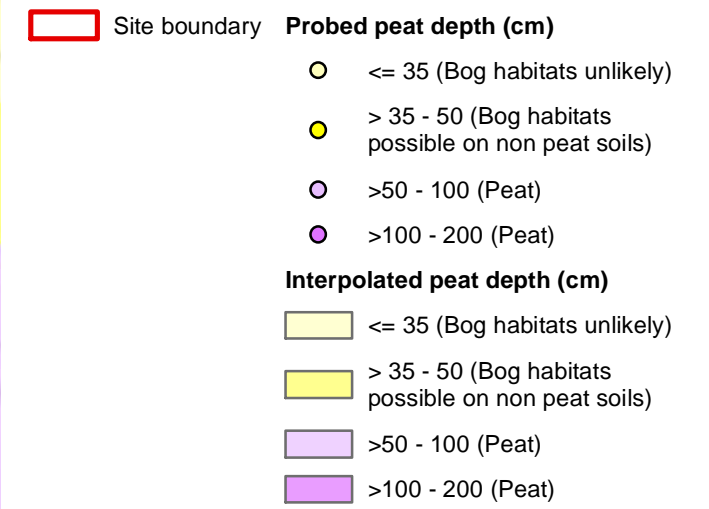 Site boundary
Probed peat depth (cm)
<= 35 (Bog habitats unlikely)
> 35 - 50 (Bog habitats
possible on non peat soils)
>50 - 100 (Peat)
>100 - 200 (Peat)
Interpolated peat depth (cm)
<= 35 (Bog habitats unlikely)
> 35 - 50 (Bog habitats
possible on non peat soils)
>50 - 100 (Peat)
>100 - 200 (Peat)